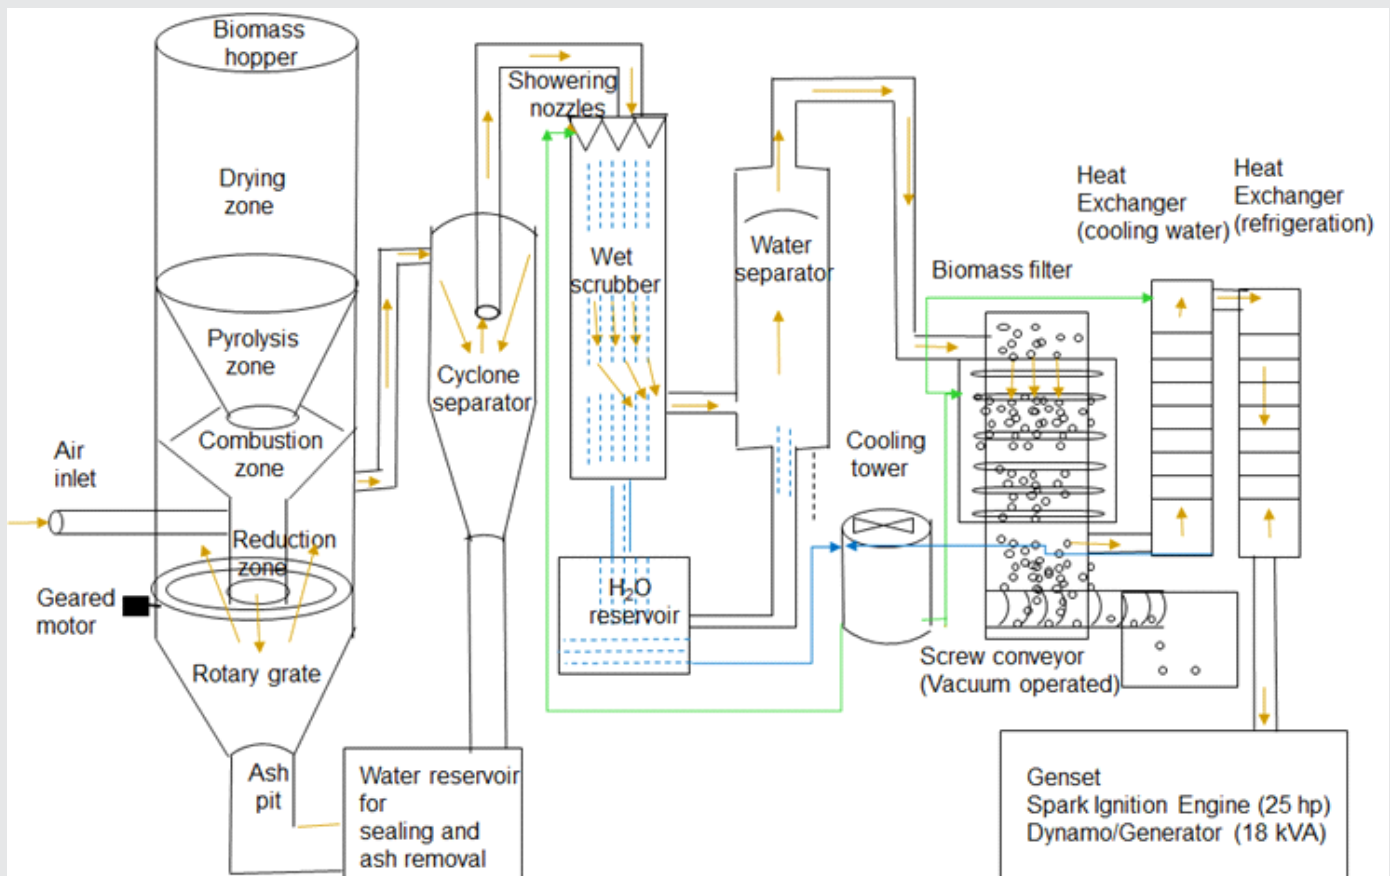 Biomass
hopper
Drying
zone
Pyrolysis
zone
Combustion
zone
Air
inlet
Reduction
zone
Geared
motor
Rotary grate
Ash
pit
Water reservoir
for
sealing and
ash removal
Cyclone
separator
Showering
nozzles
Wet
scrubber
H₂O
reservoir
Water
separator
Cooling
tower
Biomass filter
Heat
Exchanger
(cooling water)
Heat
Exchanger
(refrigeration)
Screw conveyor
(Vacuum operated)
Genset
Spark Ignition Engine (25 hp)
Dynamo/Generator (18 kVA)